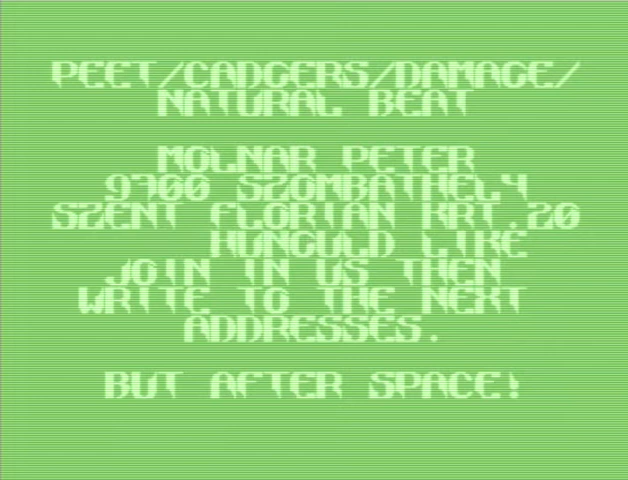 PEET/CADGERS/DAMAGE/
NATURAL BEAT
MOLNAR PETER
9700 SZOMBATHELY
SZENT FLORIAN KRT.20
HUNGULD LIKE
JOIN IN US THEN
WRITE TO THE NEXT
ADDRESSES.
BUT AFTER SPACE!